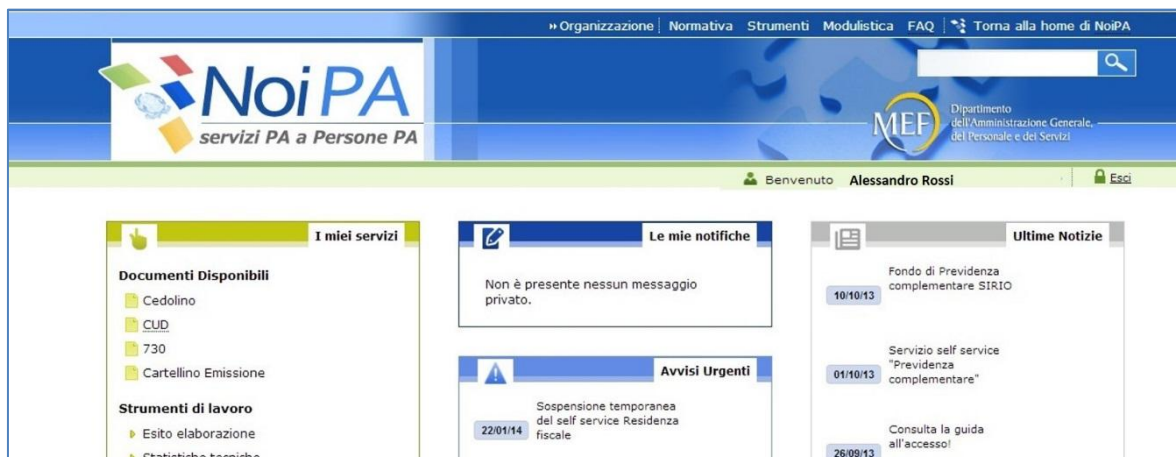 Organizzazione Normativa Strumenti Modulistica FAQ Torna alla home di NoiPA
NoiPA
servizi PA a Persone PA
MEF
Dipartimento
dell'Amministrazione Generale,
del Personale e dei Servizi
Benvenuto Alessandro Rossi Esci
I miei servizi
Documenti Disponibili
Cedolino
CUD
730
Cartellino Emissione
Strumenti di lavoro
Esito elaborazione
Statistiche tecniche
Le mie notifiche
Non è presente nessun messaggio
privato.
Avvisi Urgenti
22/01/14
Sospensione temporanea
del self service Residenza
fiscale
Ultime Notizie
10/10/13
Fondo di Previdenza
complementare SIRIO
01/10/13
Servizio self service
"Previdenza
complementare"
26/09/13
Consulta la guida
all'accesso!